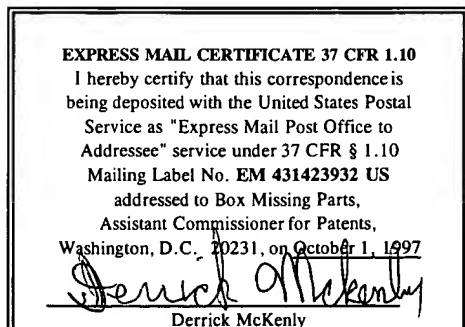 EXPRESS MAIL CERTIFICATE 37 CFR 1.10
I hereby certify that this correspondence is
being deposited with the United States Postal
Service as "Express Mail Post Office to
Addressee" service under 37 CFR § 1.10
Mailing Label No. EM 431423932 US
addressed to Box Missing Parts,
Assistant Commissioner for Patents,
Washington, D.C. 20231, on October 1, 1997
Derrick McKenly
Derrick McKenly